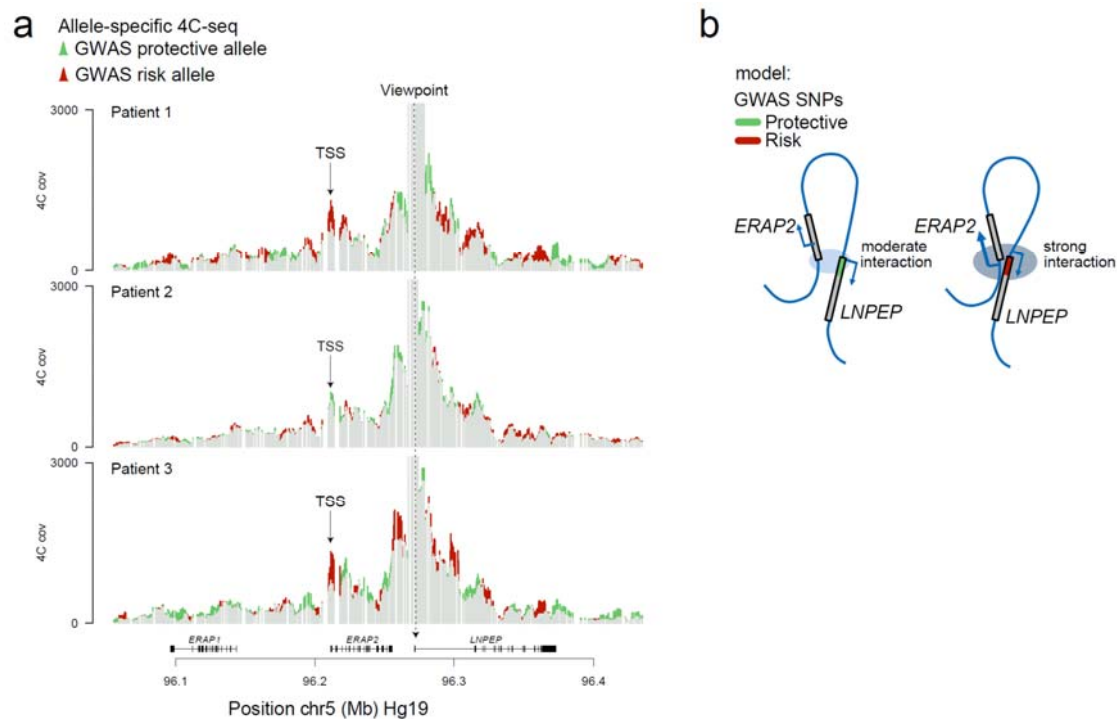 a
Allele-specific 4C-seq
GWAS protective allele
GWAS risk allele
Viewpoint
3000
Patient 1
TSS
4C cov
0
3000
Patient 2
TSS
4C cov
0
3000
Patient 3
TSS
4C cov
0
ERAP1
ERAP2
LNPEP
96.1
96.2
96.3
96.4
Position chr5 (Mb) Hg19
b
model:
GWAS SNPs
Protective
Risk
ERAP2
moderate
interaction
LNPEP
ERAP2
strong
interaction
LNPEP